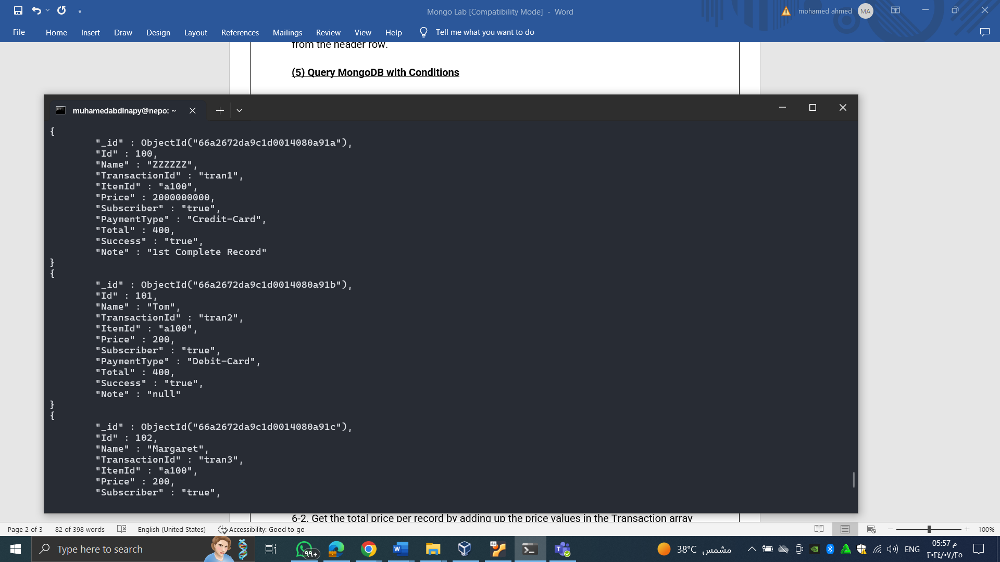 Mongo Lab [Compatibility Mode] - Word
mohamed ahmed
MA
File
Home
Insert
Draw
Design
Layout
References
Mailings
Review
View
Help
Tell me what you want to do
from the header row.
(5) Query MongoDB with Conditions
muhamedabdlnapy@nepo: ~
{
"_id" : ObjectId("66a2672da9c1d0014080a91a"),
"Id" : 100,
"Name" : "ZZZZZZ",
"TransactionId" : "tran1",
"ItemId" : "a100",
"Price" : 2000000000,
"Subscriber" : "true",
"PaymentType" : "Credit-Card",
"Total" : 400,
"Success" : "true",
"Note" : "1st Complete Record"
}
{
"_id" : ObjectId("66a2672da9c1d0014080a91b"),
"Id" : 101,
"Name" : "Tom",
"TransactionId" : "tran2",
"ItemId" : "a100",
"Price" : 200,
"Subscriber" : "true",
"PaymentType" : "Debit-Card",
"Total" : 400,
"Success" : "true",
"Note" : "null"
}
{
"_id" : ObjectId("66a2672da9c1d0014080a91c"),
"Id" : 102,
"Name" : "Margaret",
"TransactionId" : "tran3",
"ItemId" : "a100",
"Price" : 200,
"Subscriber" : "true",
6-2. Get the total price per record by adding up the price values in the Transaction array
Page 2 of 3
82 of 398 words
English (United States)
Accessibility: Good to go
100%
Type here to search
٩٩+
64
38°C مشمس
ENG
05:57 م
٢٠٢٤/٠٧/٢٥